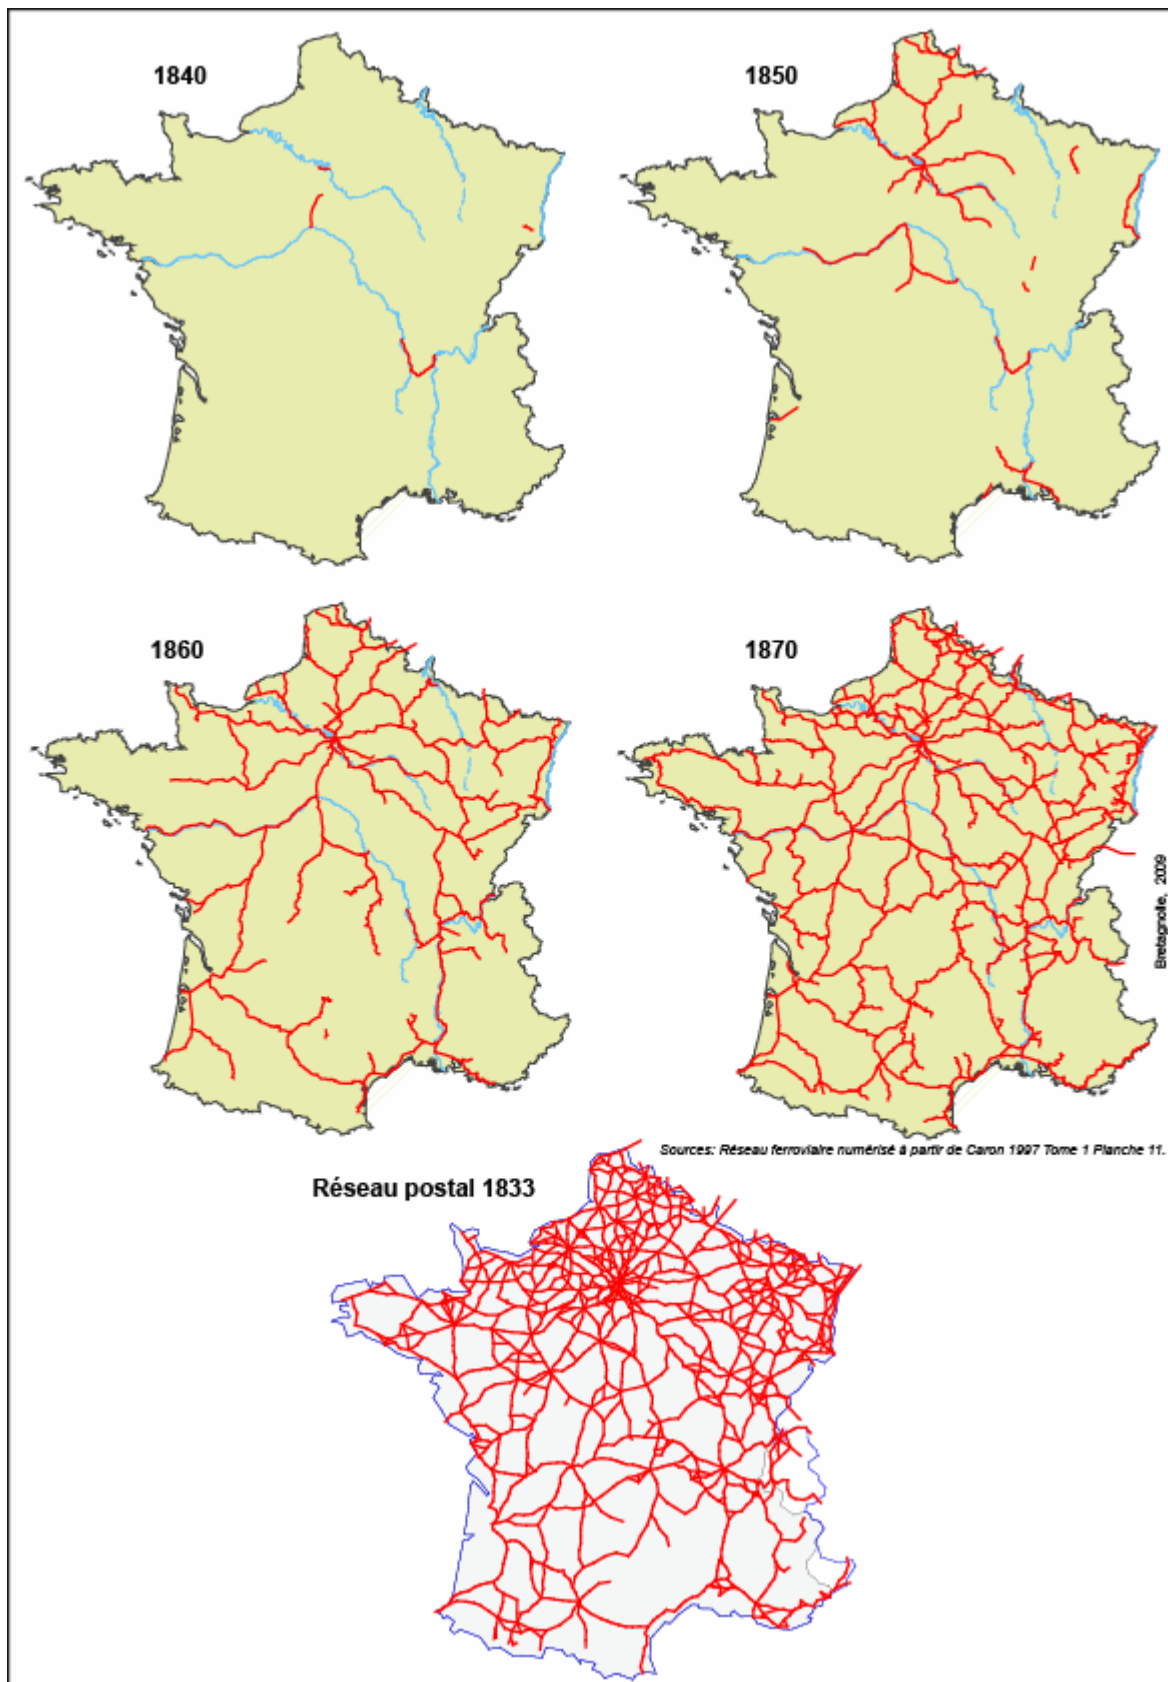 1840
1850
1860
1870
Bretagnolle, 2009
Sources: Réseau ferroviaire numérisé à partir de Caron 1997 Tome 1 Planche 11.
Réseau postal 1833